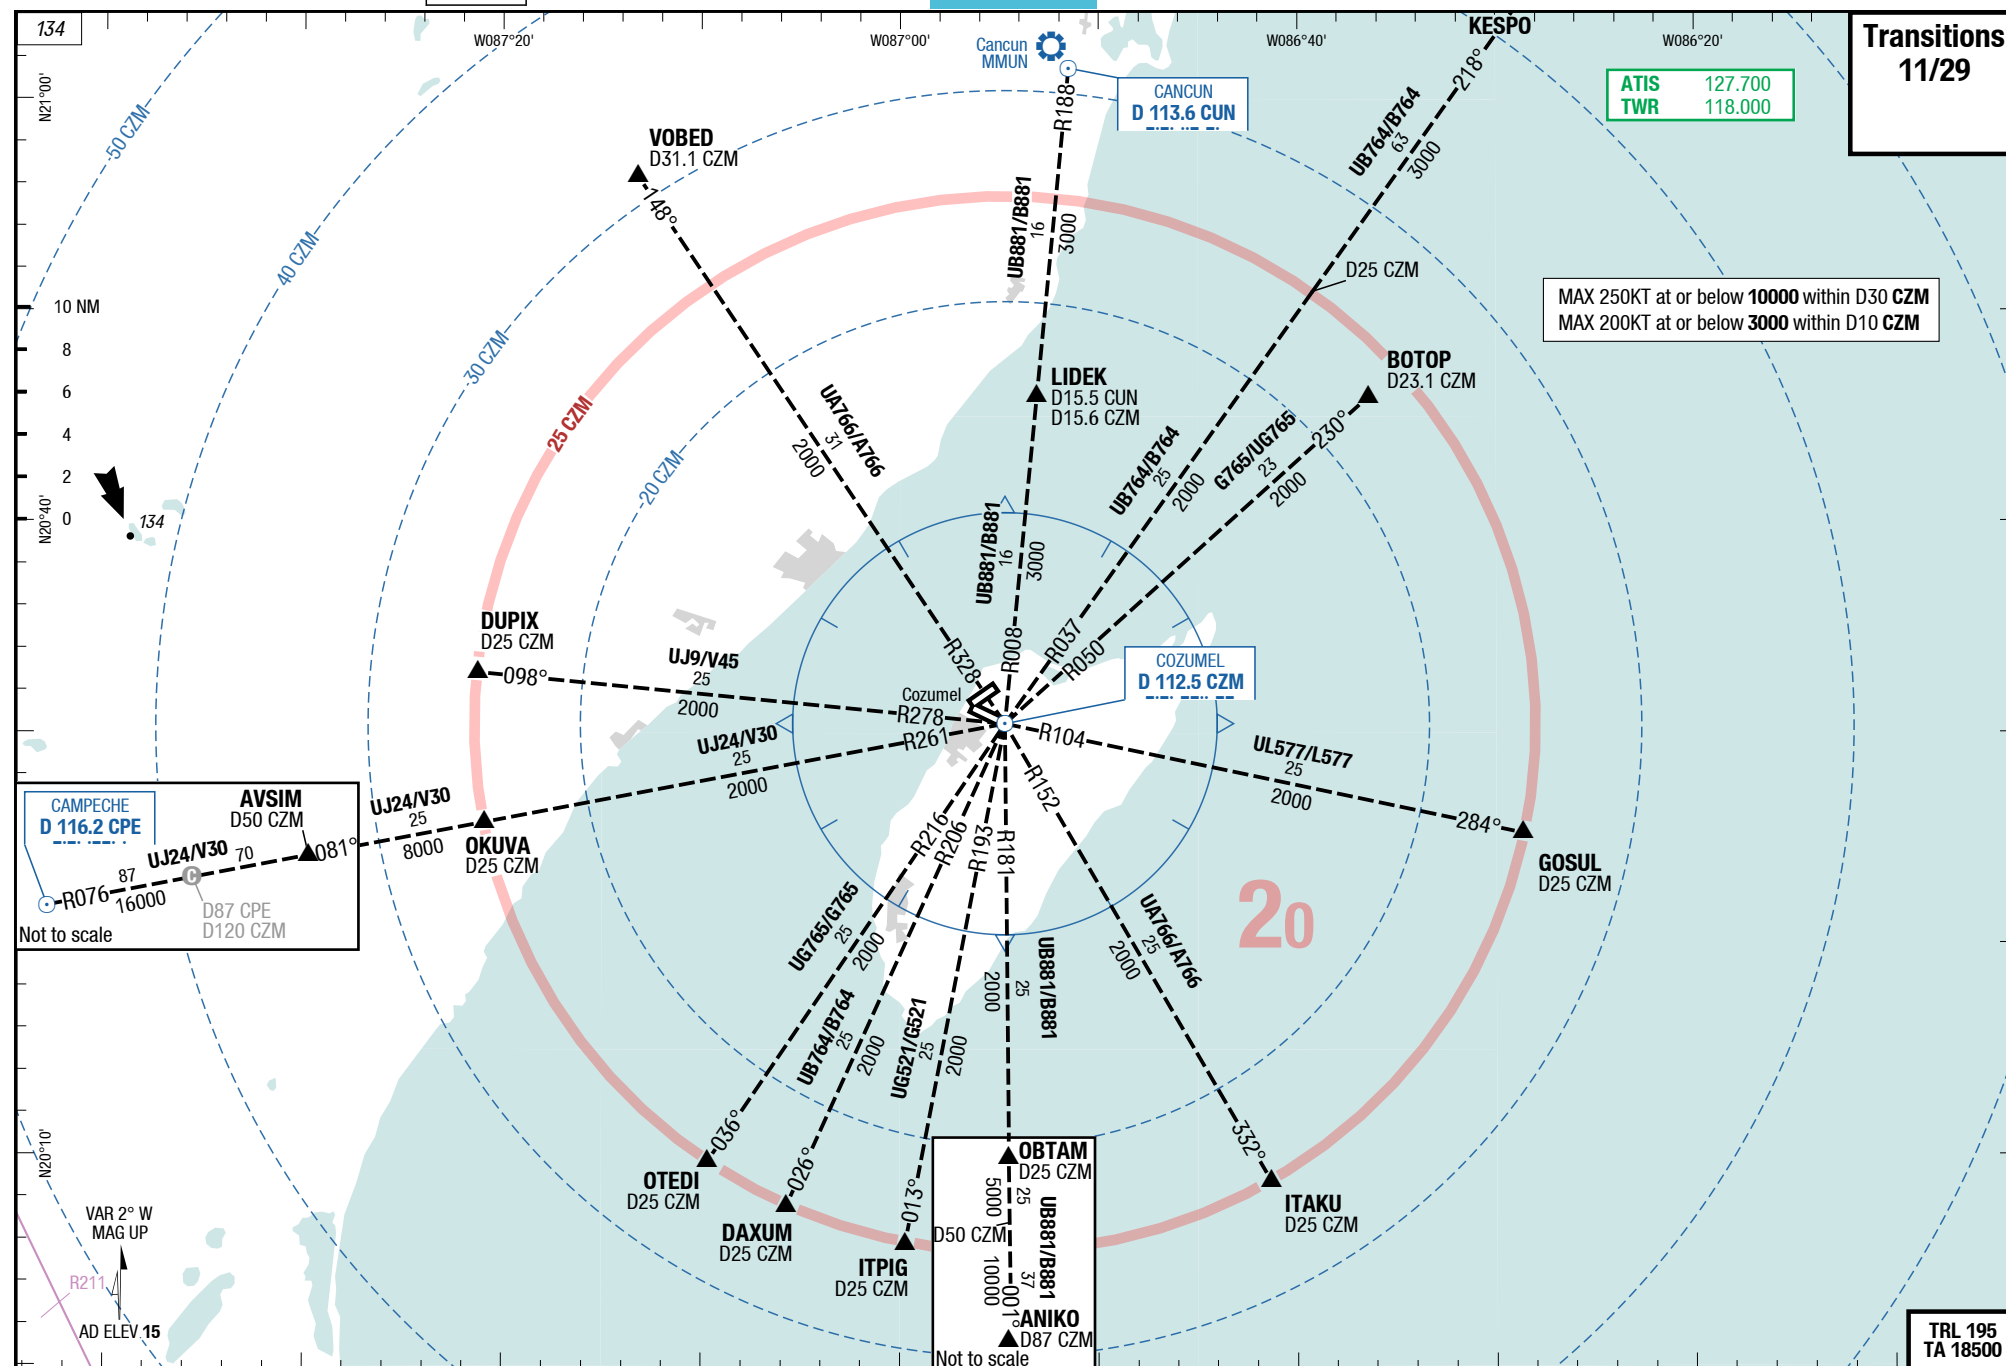 134
W087°20'
W087°00'
W086°40'
W086°20'
KESPO
Transitions
11/29
Cancun
MMUN
CANCUN
D 113.6 CUN
ATIS 127.700
TWR 118.000
N21°00'
50 CZM
40 CZM
30 CZM
20 CZM
25 CZM
VOBED
D31.1 CZM
148°
UA766/A766
31
2000
R328
R188
UB881/B881
16
3000
LIDEK
D15.5 CUN
D15.6 CZM
UB881/B881
16
3000
R008
218°
UB764/B764
63
3000
D25 CZM
UB764/B764
25
2000
R037
MAX 250KT at or below 10000 within D30 CZM
MAX 200KT at or below 3000 within D10 CZM
BOTOP
D23.1 CZM
230°
G765/UG765
23
2000
R050
10 NM
8
6
4
2
0
N20°40'
134
DUPIX
D25 CZM
098°
UJ9/V45
25
2000
R278
Cozumel
COZUMEL
D 112.5 CZM
R261
UJ24/V30
25
2000
OKUVA
D25 CZM
UJ24/V30
25
8000
CAMPECHE
D 116.2 CPE
AVSIM
D50 CZM
081°
UJ24/V30
70
87
R076
16000
C
D87 CPE
D120 CZM
Not to scale
R104
UL577/L577
25
2000
284°
GOSUL
D25 CZM
20
R152
UA766/A766
25
2000
332°
ITAKU
D25 CZM
R216
UG765/G765
25
2000
036°
OTEDI
D25 CZM
R206
UB764/B764
25
2000
026°
DAXUM
D25 CZM
R193
UG521/G521
25
2000
013°
ITPIG
D25 CZM
R181
UB881/B881
25
2000
OBTAM
D25 CZM
25
5000
UB881/B881
D50 CZM
37
10000
001°
ANIKO
D87 CZM
Not to scale
N20°10'
VAR 2° W
MAG UP
R211
AD ELEV 15
TRL 195
TA 18500